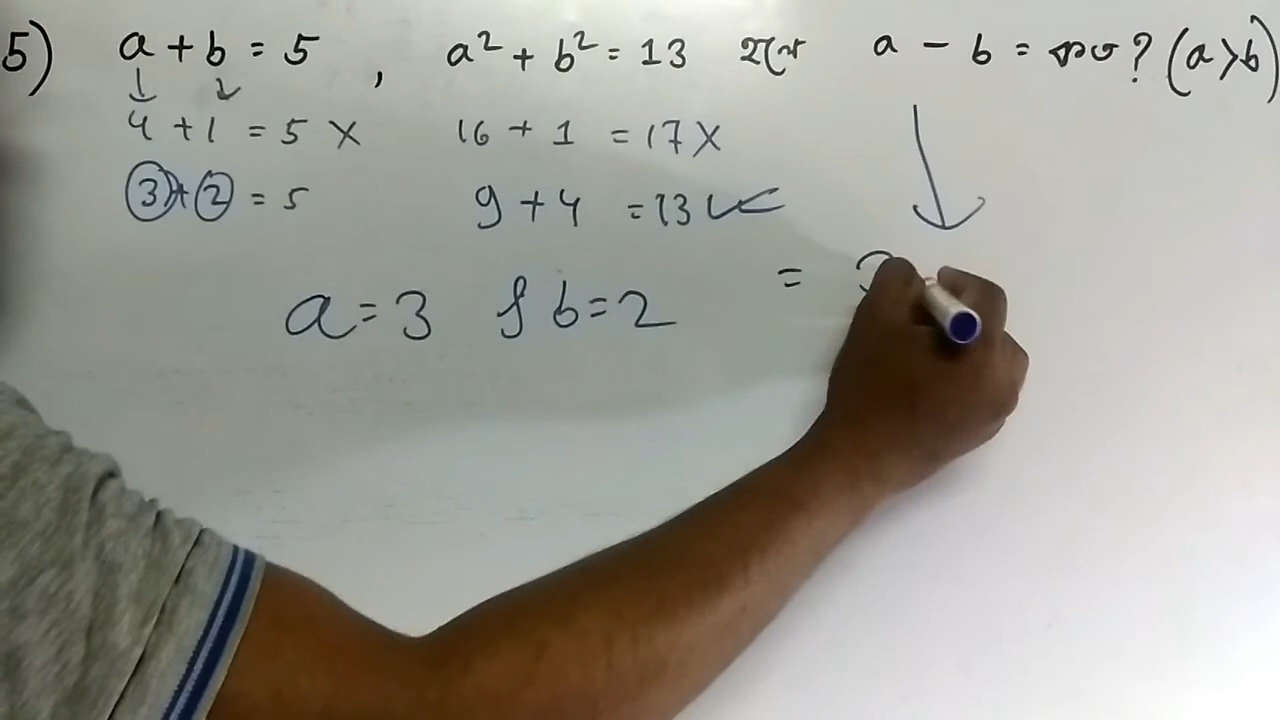 5) a + b = 5 , a² + b² = 13 হলে a - b = কত? (a>b)
↓ ↓
4 + 1 = 5 X 16 + 1 = 17 X
3 + 2 = 5 9 + 4 = 13 ✓
a = 3 ও b = 2 = 3